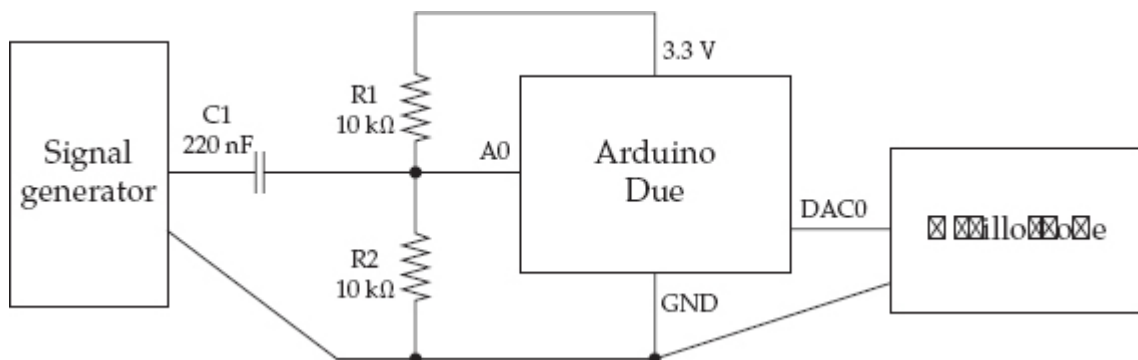 3.3 V
R1
10 kΩ
C1
220 nF
Signal
generator
A0
Arduino
Due
DAC0
R2
10 kΩ
GND